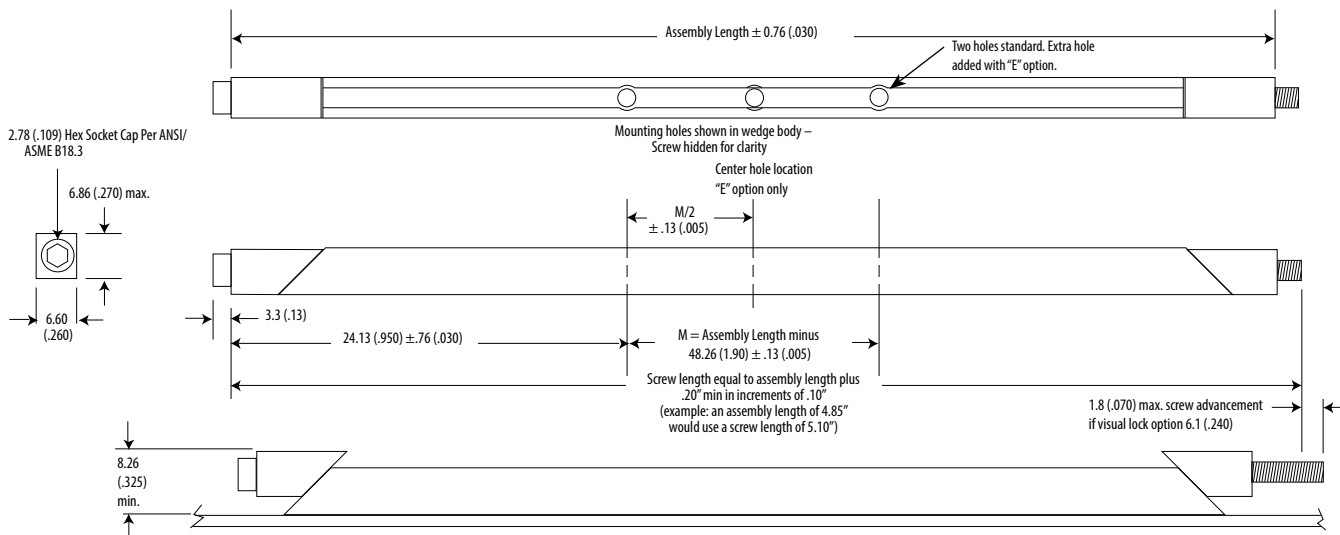 Assembly Length ± 0.76 (.030)
Two holes standard. Extra hole
added with “E” option.
2.78 (.109) Hex Socket Cap Per ANSI/
ASME B18.3
Mounting holes shown in wedge body –
Screw hidden for clarity
Center hole location
“E” option only
6.86 (.270) max.
M/2
± .13 (.005)
6.60
(.260)
3.3 (.13)
24.13 (.950) ±.76 (.030)
M = Assembly Length minus
48.26 (1.90) ± .13 (.005)
Screw length equal to assembly length plus
.20” min in increments of .10”
(example: an assembly length of 4.85”
would use a screw length of 5.10”)
1.8 (.070) max. screw advancement
if visual lock option 6.1 (.240)
8.26
(.325)
min.